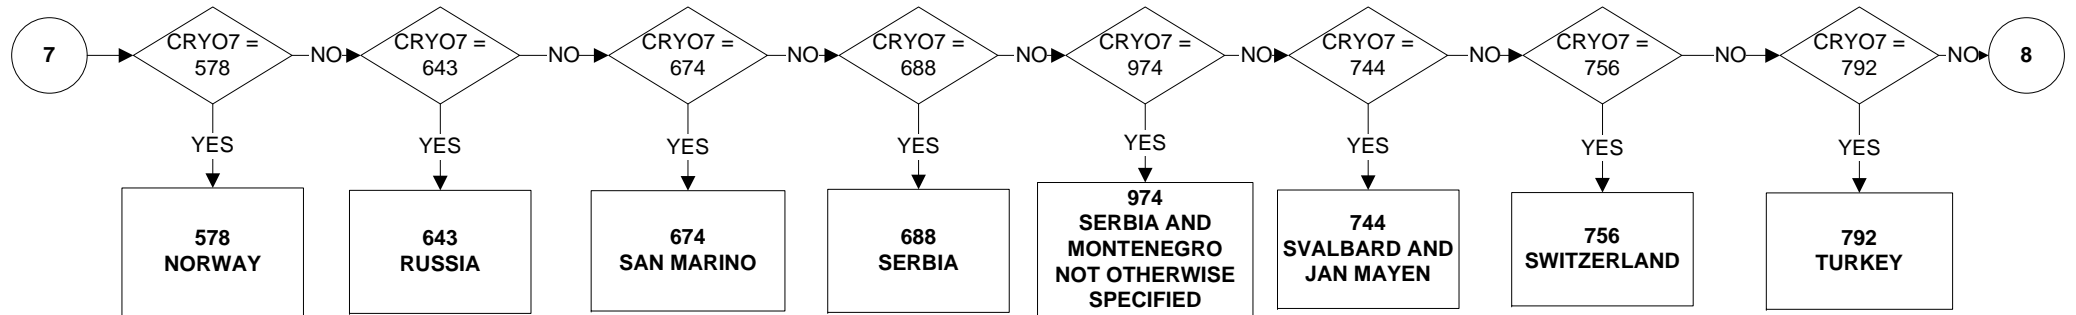 7
CRYO7 =
578
NO
CRYO7 =
643
NO
CRYO7 =
674
NO
CRYO7 =
688
NO
CRYO7 =
974
NO
CRYO7 =
744
NO
CRYO7 =
756
NO
CRYO7 =
792
NO
8
YES
YES
YES
YES
YES
YES
YES
YES
578
NORWAY
643
RUSSIA
674
SAN MARINO
688
SERBIA
974
SERBIA AND
MONTENEGRO
NOT OTHERWISE
SPECIFIED
744
SVALBARD AND
JAN MAYEN
756
SWITZERLAND
792
TURKEY